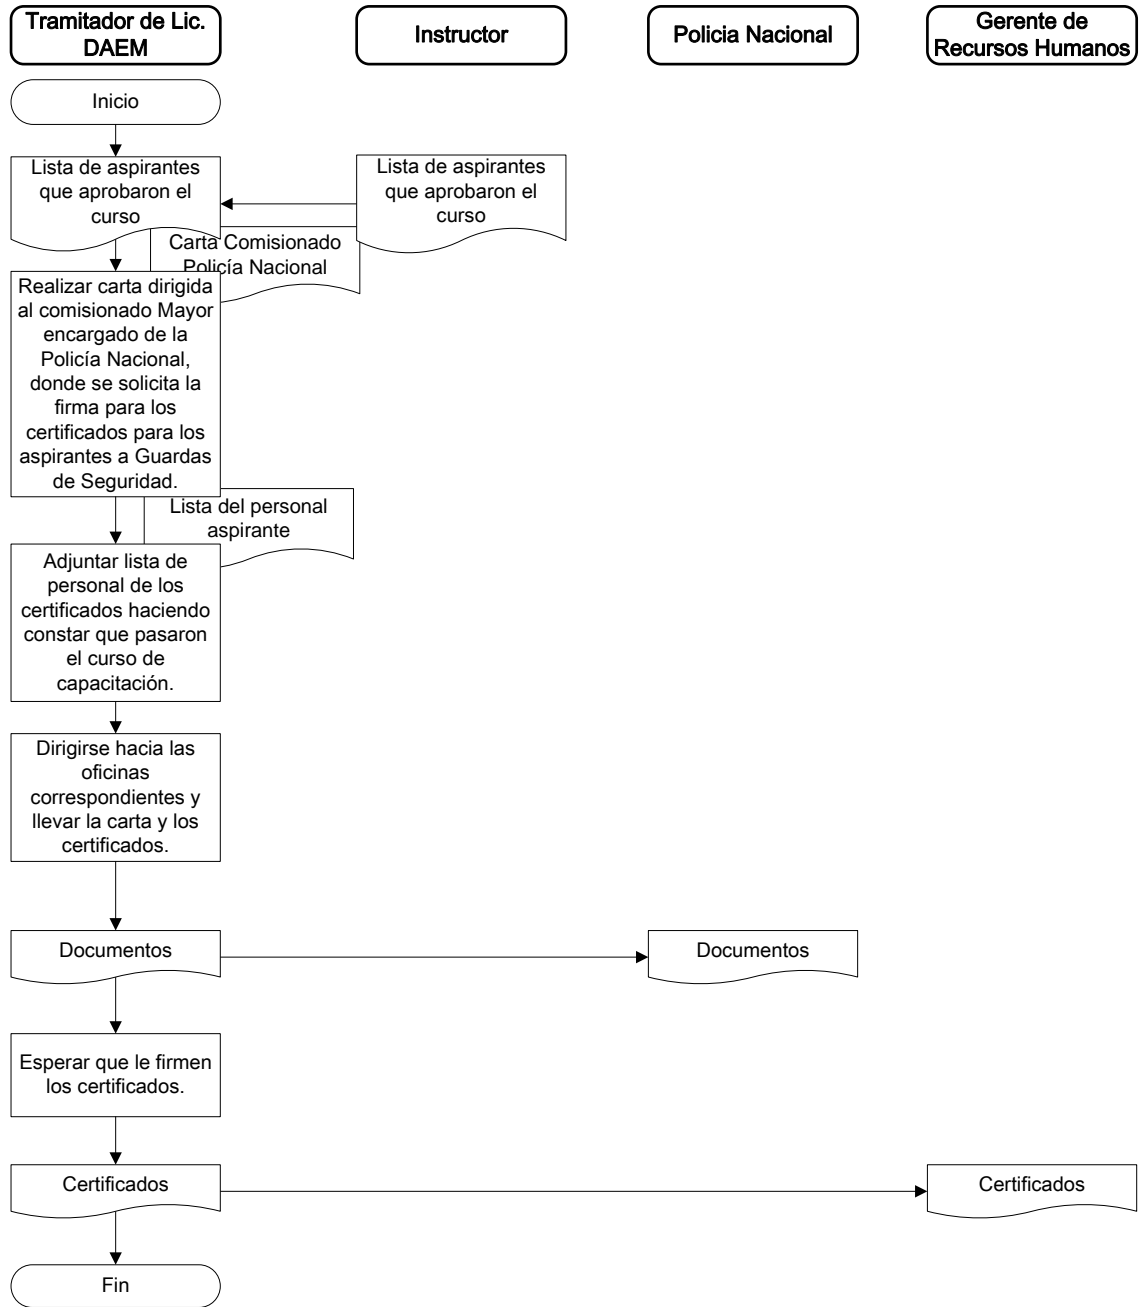 Tramitador de Lic.
DAEM
Instructor
Policia Nacional
Gerente de
Recursos Humanos
Inicio
Lista de aspirantes
que aprobaron el
curso
Lista de aspirantes
que aprobaron el
curso
Carta Comisionado
Policía Nacional
Realizar carta dirigida
al comisionado Mayor
encargado de la
Policía Nacional,
donde se solicita la
firma para los
certificados para los
aspirantes a Guardas
de Seguridad.
Lista del personal
aspirante
Adjuntar lista de
personal de los
certificados haciendo
constar que pasaron
el curso de
capacitación.
Dirigirse hacia las
oficinas
correspondientes y
llevar la carta y los
certificados.
Documentos
Documentos
Esperar que le firmen
los certificados.
Certificados
Certificados
Fin